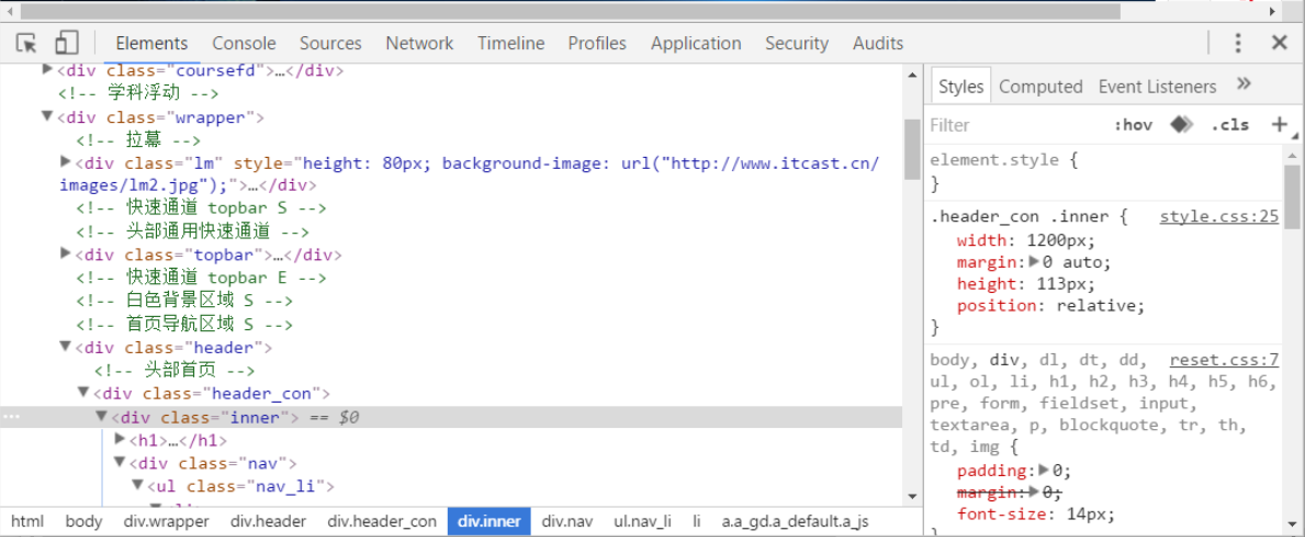 Elements Console Sources Network Timeline Profiles Application Security Audits
<div class="coursefd">…</div>
<!-- 学科浮动 -->
<div class="wrapper">
<!-- 拉幕 -->
<div class="lm" style="height: 80px; background-image: url("http://www.itcast.cn/
images/lm2.jpg");">…</div>
<!-- 快速通道 topbar S -->
<!-- 头部通用快速通道 -->
<div class="topbar">…</div>
<!-- 快速通道 topbar E -->
<!-- 白色背景区域 S -->
<!-- 首页导航区域 S -->
<div class="header">
<!-- 头部首页 -->
<div class="header_con">
… <div class="inner"> == $0
<h1>…</h1>
<div class="nav">
<ul class="nav_li">
html body div.wrapper div.header div.header_con div.inner div.nav ul.nav_li li a.a_gd.a_default.a_js
Styles Computed Event Listeners »
Filter :hov .cls +
element.style {
}
.header_con .inner { style.css:25
width: 1200px;
margin: 0 auto;
height: 113px;
position: relative;
}
body, div, dl, dt, dd, reset.css:7
ul, ol, li, h1, h2, h3, h4, h5, h6,
pre, form, fieldset, input,
textarea, p, blockquote, tr, th,
td, img {
padding: 0;
margin: 0;
font-size: 14px;
}